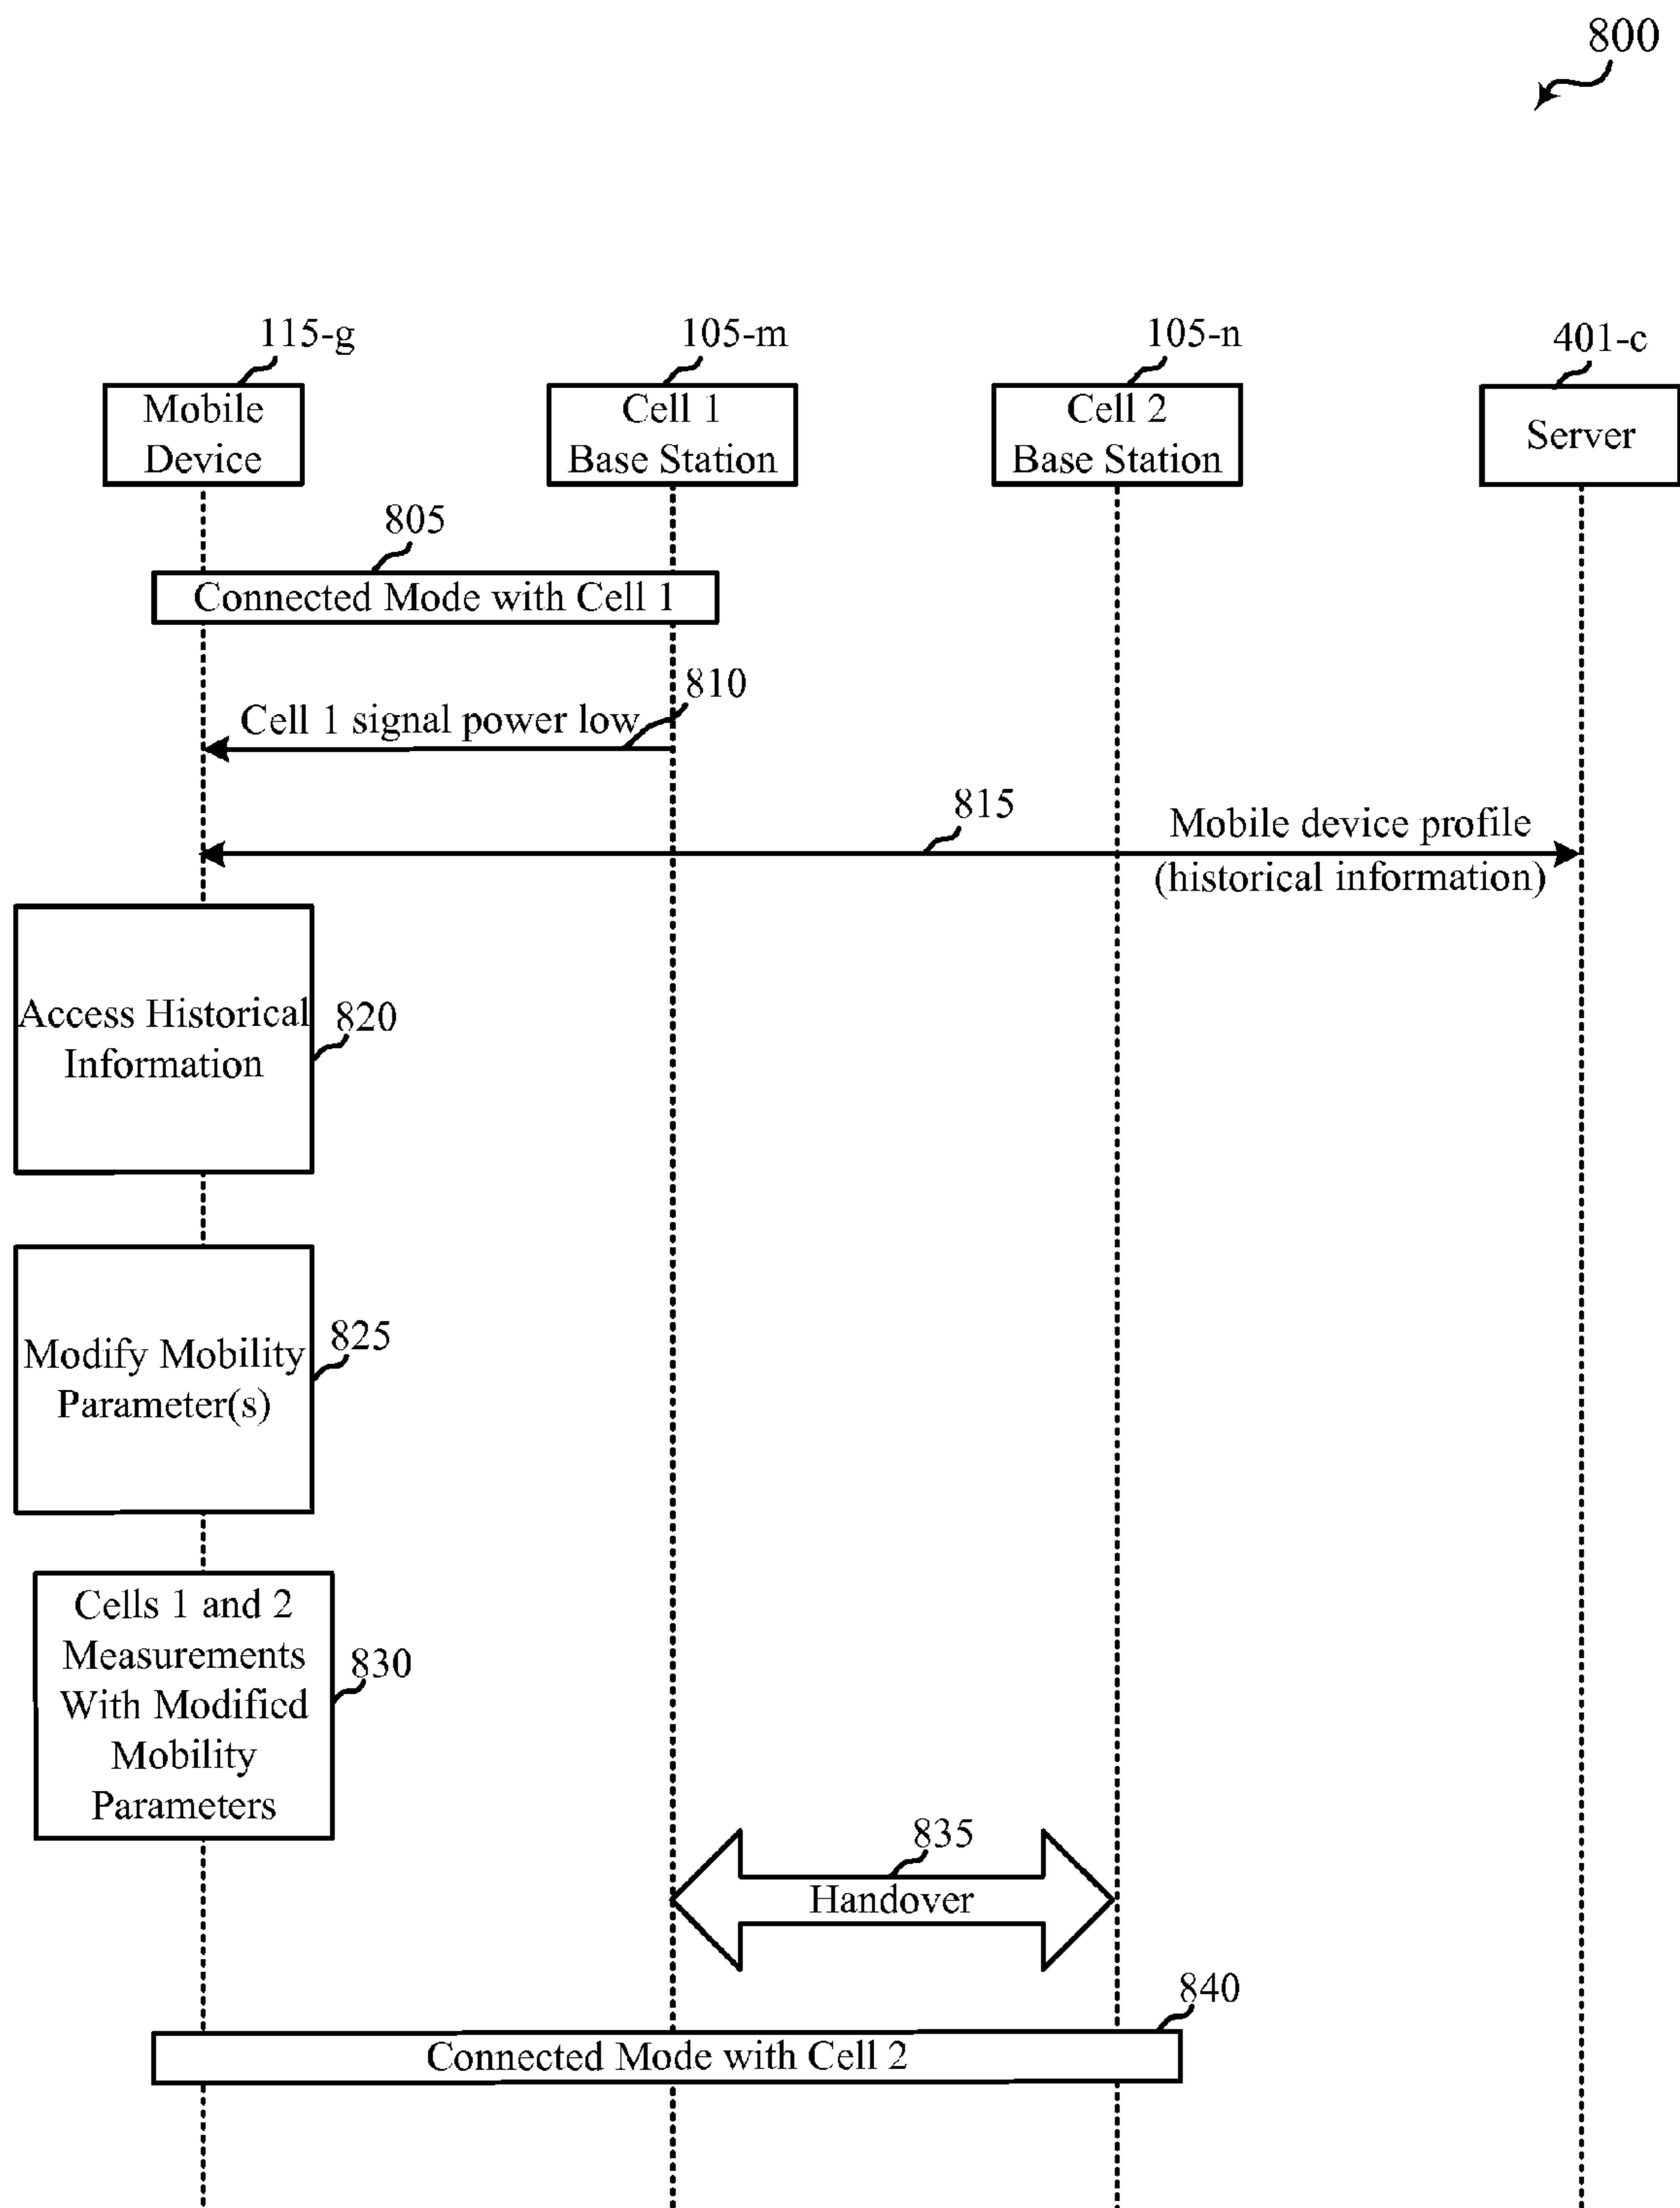 800
115-g
105-m
105-n
401-c
Mobile
Device
Cell 1
Base Station
Cell 2
Base Station
Server
805
Connected Mode with Cell 1
810
Cell 1 signal power low
815
Mobile device profile
(historical information)
Access Historical
Information
820
Modify Mobility
Parameter(s)
825
Cells 1 and 2
Measurements
With Modified
Mobility
Parameters
830
835
Handover
840
Connected Mode with Cell 2